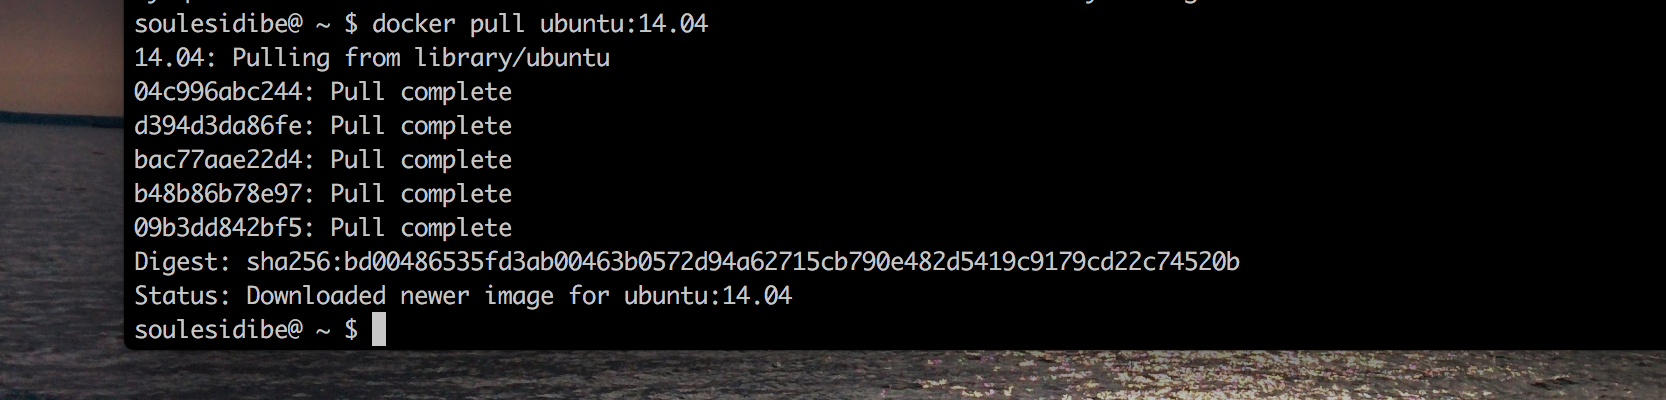 soulesidibe@ ~ $ docker pull ubuntu:14.04
14.04: Pulling from library/ubuntu
04c996abc244: Pull complete
d394d3da86fe: Pull complete
bac77aae22d4: Pull complete
b48b86b78e97: Pull complete
09b3dd842bf5: Pull complete
Digest: sha256:bd00486535fd3ab00463b0572d94a62715cb790e482d5419c9179cd22c74520b
Status: Downloaded newer image for ubuntu:14.04
soulesidibe@ ~ $